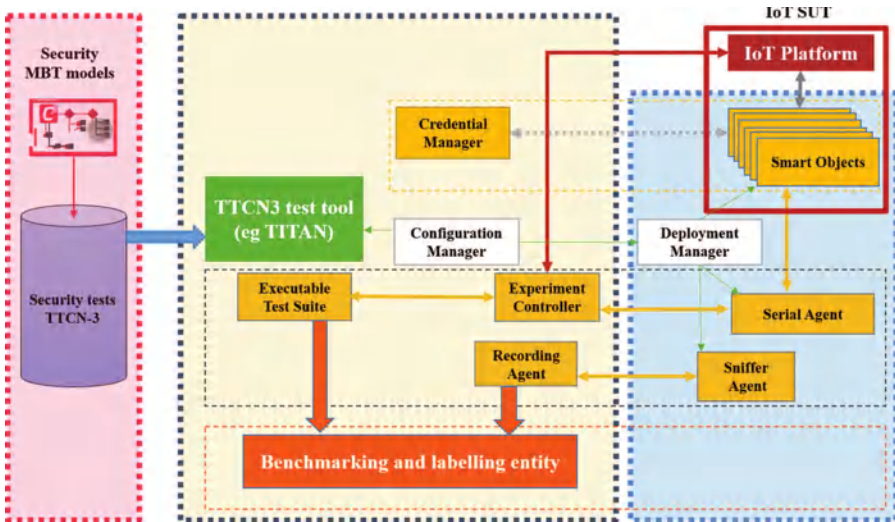 IoT SUT
Security
MBT models
IoT Platform
Credential
Manager
Smart Objects
TTCN3 test tool
(eg TITAN)
Configuration
Manager
Deployment
Manager
Security tests
TTCN-3
Executable
Test Suite
Experiment
Controller
Serial Agent
Recording
Agent
Sniffer
Agent
Benchmarking and labelling entity